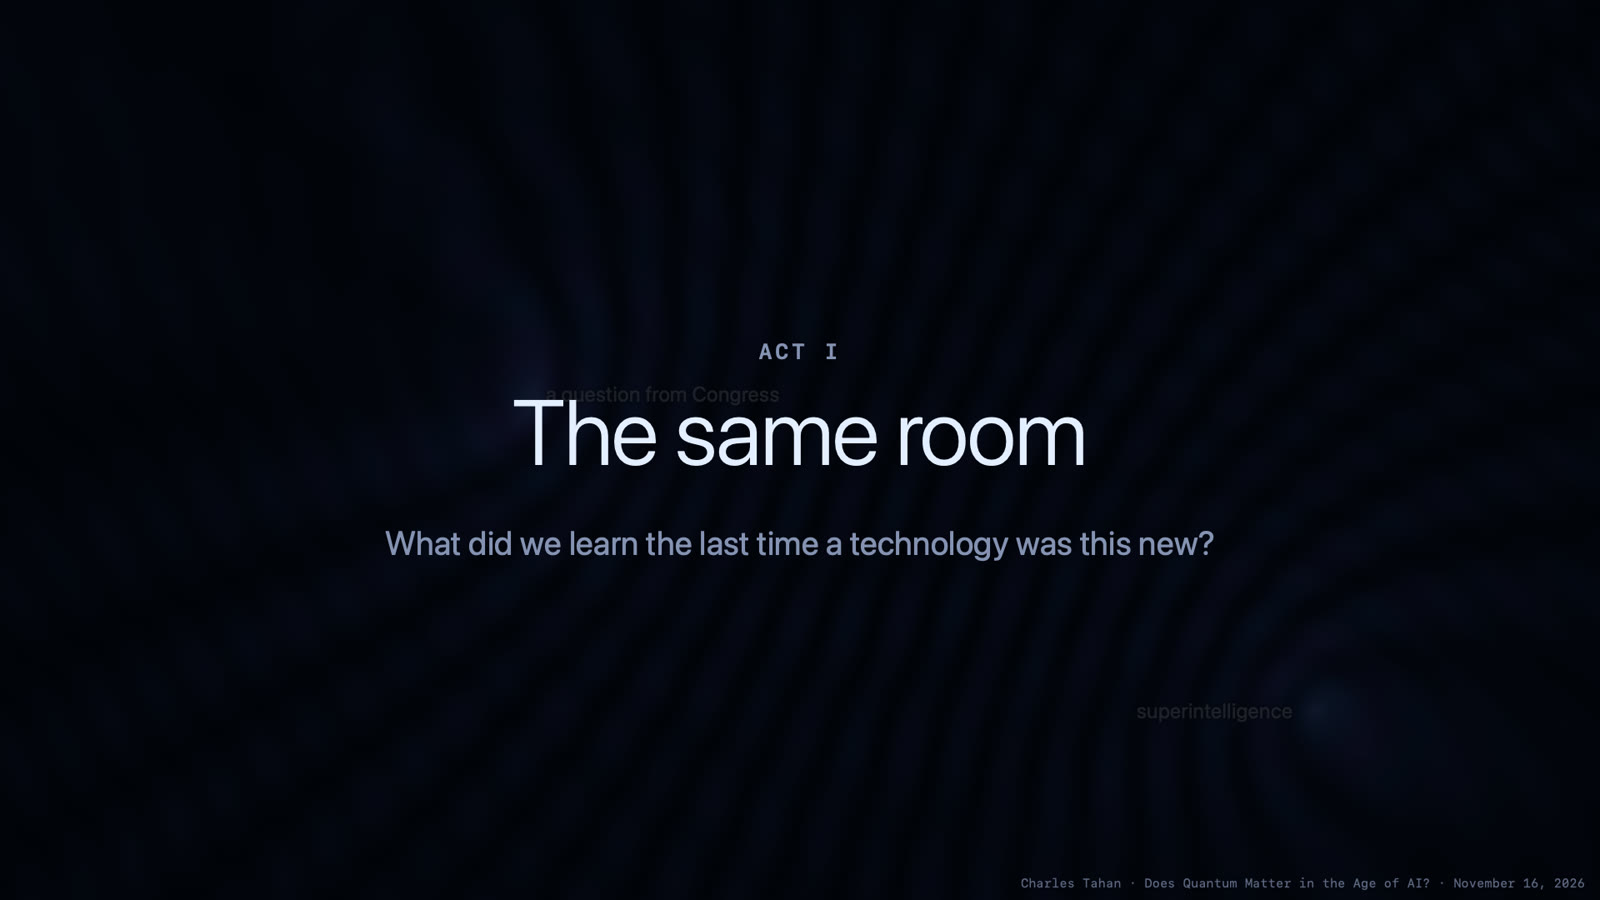 ACT I
a question from Congress
The same room
What did we learn the last time a technology was this new?
superintelligence
Charles Tahan · Does Quantum Matter in the Age of AI? · November 16, 2026